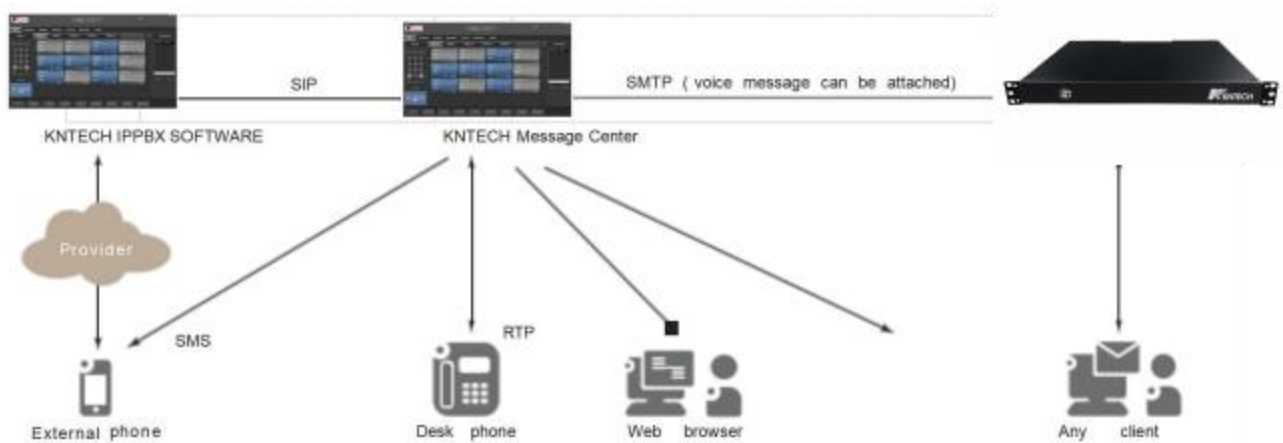 SIP
SMTP ( voice message can be attached)
KNTECH
KNTECH IPPBX SOFTWARE
KNTECH Message Center
Provider
SMS
RTP
External phone
Desk phone
Web browser
Any client